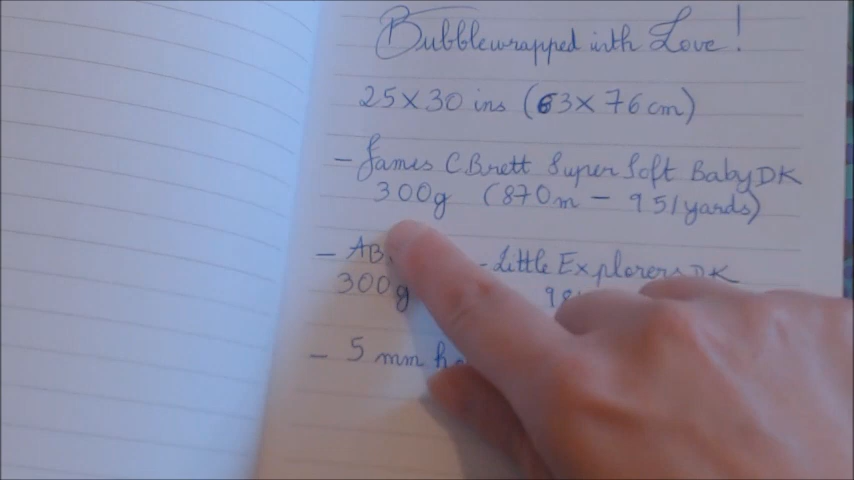 Bubblewrapped with Love!
25 x 30 ins (63 x 76 cm)
- James C Brett Super Soft Baby DK
300g (870m - 951 yards)
- - Little Explorers DK
300g
- 5 mm